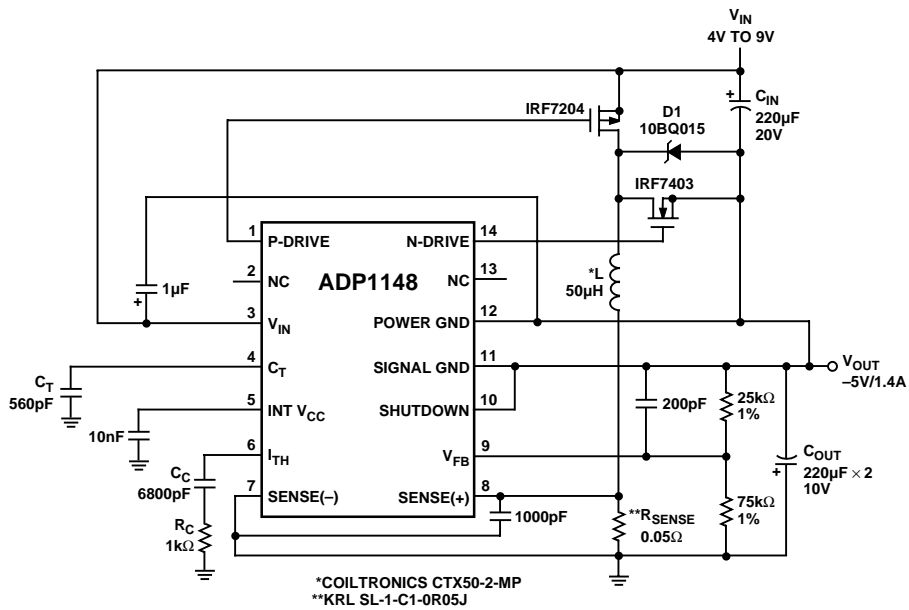 V_IN
4V TO 9V
IRF7204
D1
10BQ015
+
C_IN
220µF
20V
IRF7403
1
P-DRIVE
N-DRIVE
14
2
NC
ADP1148
NC
13
*L
50µH
1µF
+
3
V_IN
POWER GND
12
4
C_T
SIGNAL GND
11
V_OUT
–5V/1.4A
C_T
560pF
5
INT V_CC
SHUTDOWN
10
200pF
25kΩ
1%
10nF
6
I_TH
V_FB
9
C_OUT
220µF × 2
10V
+
C_C
6800pF
7
SENSE(–)
SENSE(+)
8
75kΩ
1%
1000pF
**R_SENSE
0.05Ω
R_C
1kΩ
*COILTRONICS CTX50-2-MP
**KRL SL-1-C1-0R05J